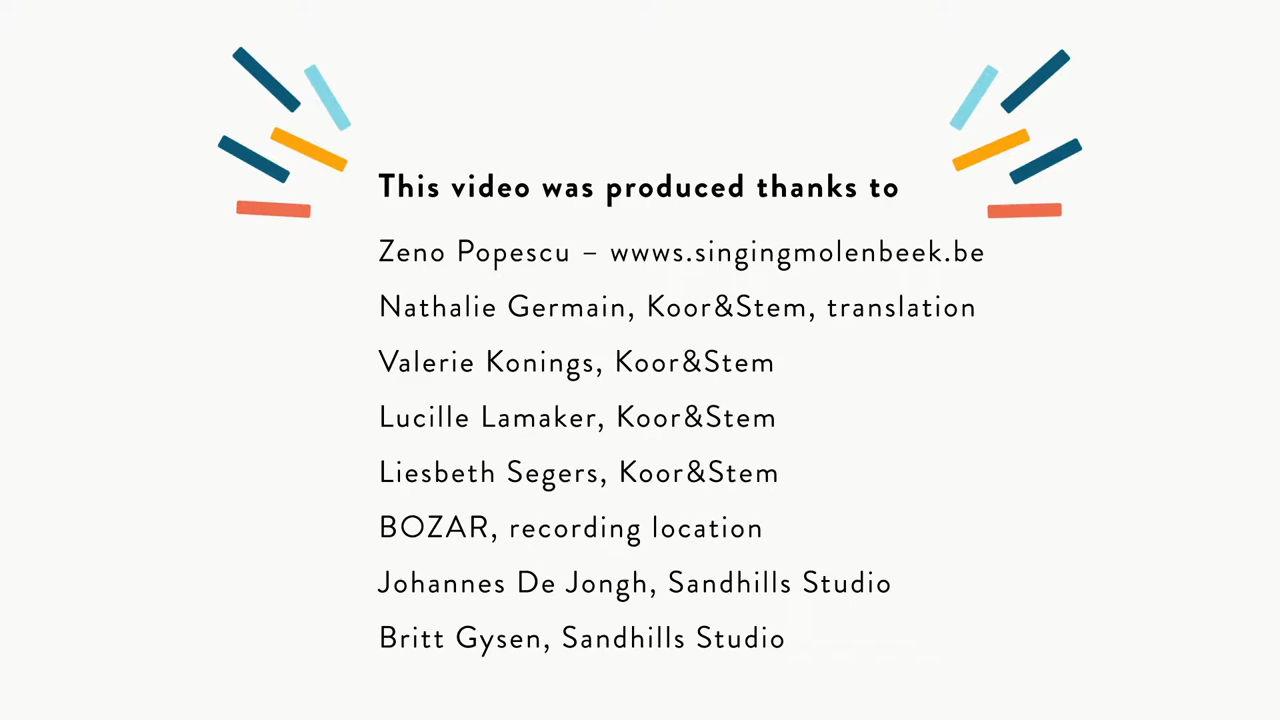 This video was produced thanks to
Zeno Popescu – wwws.singingmolenbeek.be
Nathalie Germain, Koor&Stem, translation
Valerie Konings, Koor&Stem
Lucille Lamaker, Koor&Stem
Liesbeth Segers, Koor&Stem
BOZAR, recording location
Johannes De Jongh, Sandhills Studio
Britt Gysen, Sandhills Studio